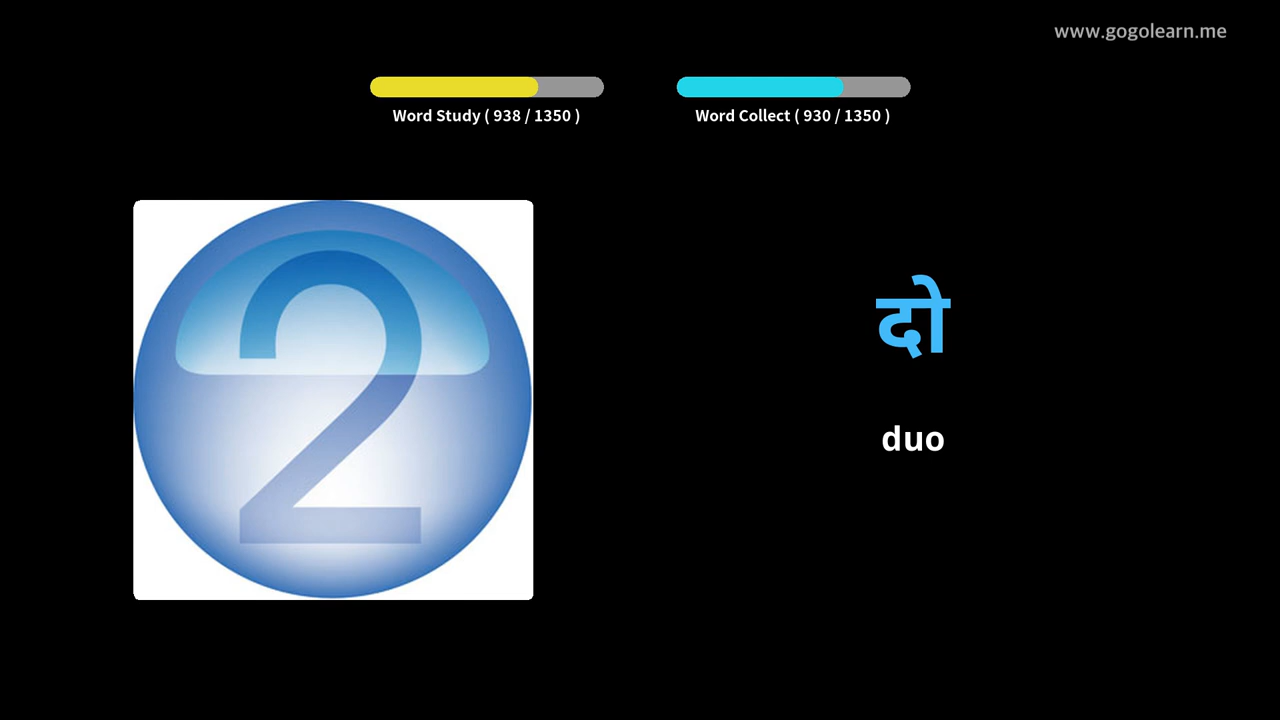 www.gogolearn.me
Word Study ( 938 / 1350 )
Word Collect ( 930 / 1350 )
2
दो
duo